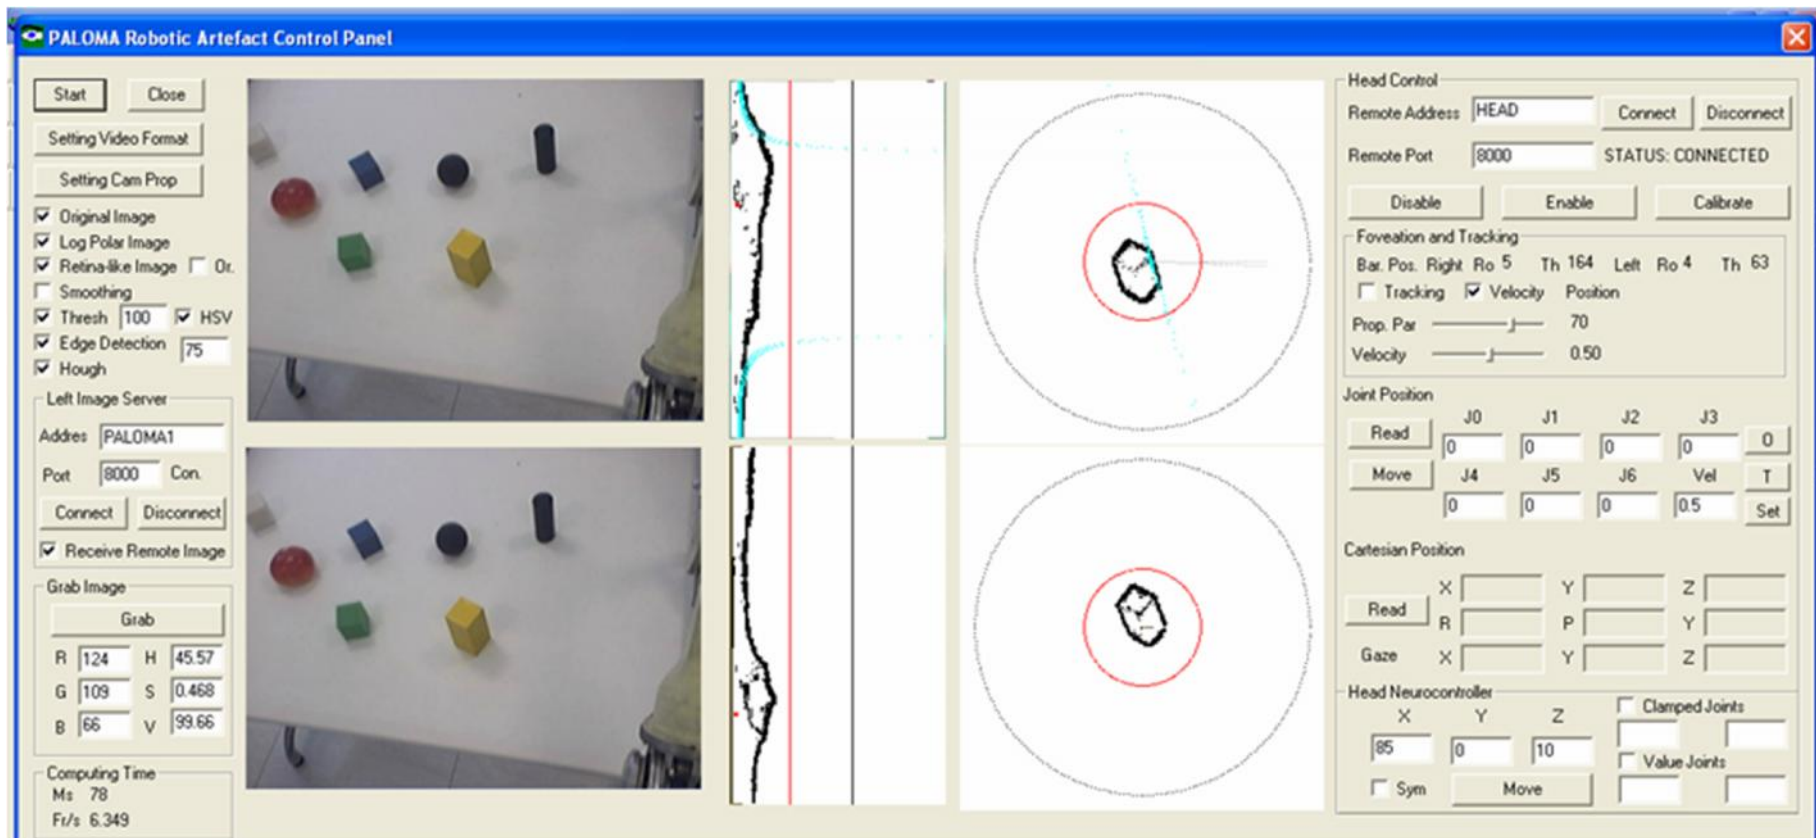 PALOMA Robotic Artefact Control Panel
Start Close
Setting Video Format
Setting Cam Prop
Original Image
Log Polar Image
Retina-like Image Or.
Smoothing
Thresh 100 HSV
Edge Detection 75
Hough
Left Image Server
Addres PALOMA1
Port 8000 Con.
Connect Disconnect
Receive Remote Image
Grab Image
Grab
R 124 H 45.57
G 109 S 0.468
B 66 V 99.66
Computing Time
Ms 78
Fr/s 6.349
Head Control
Remote Address HEAD Connect Disconnect
Remote Port 8000 STATUS: CONNECTED
Disable Enable Calibrate
Foveation and Tracking
Bar. Pos. Right Ro 5 Th 164 Left Ro 4 Th 63
Tracking Velocity Position
Prop. Par 70
Velocity 0.50
Joint Position
J0 J1 J2 J3
Read 0 0 0 0 0
Move J4 J5 J6 Vel T
0 0 0 0.5 Set
Cartesian Position
X Y Z
Read R P Y
Gaze X Y Z
Head Neurocontroller
X Y Z Clamped Joints
85 0 10
Value Joints
Sym Move